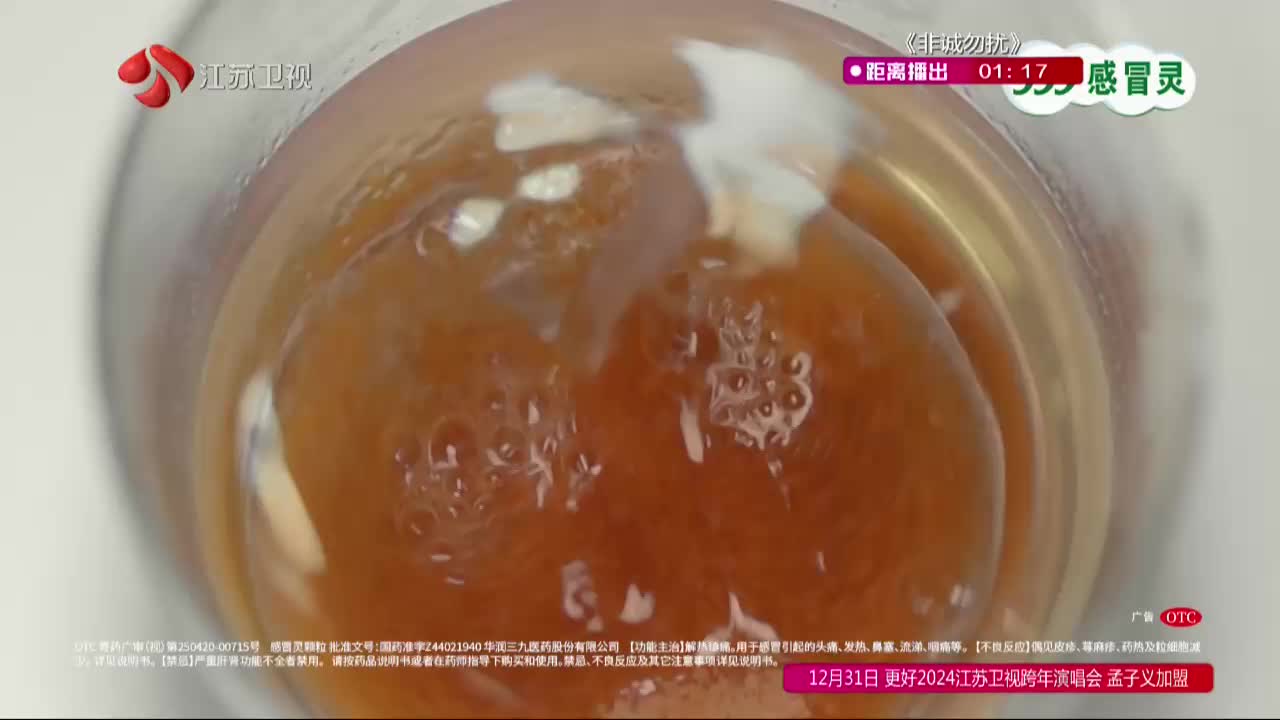 江苏卫视
《非诚勿扰》
距离播出 01:17
999 感冒灵
广告 OTC
OTC 粤药广审(视)第250420-00715号 感冒灵颗粒 批准文号:国药准字Z44021940 华润三九医药股份有限公司 【功能主治】解热镇痛。用于感冒引起的头痛、发热、鼻塞、流涕、咽痛等。【不良反应】偶见皮疹、荨麻疹、药热及粒细胞减
少。详见说明书。【禁忌】严重肝肾功能不全者禁用。 请按药品说明书或者在药师指导下购买和使用。禁忌、不良反应及其它注意事项详见说明书。
12月31日 更好2024江苏卫视跨年演唱会 孟子义加盟